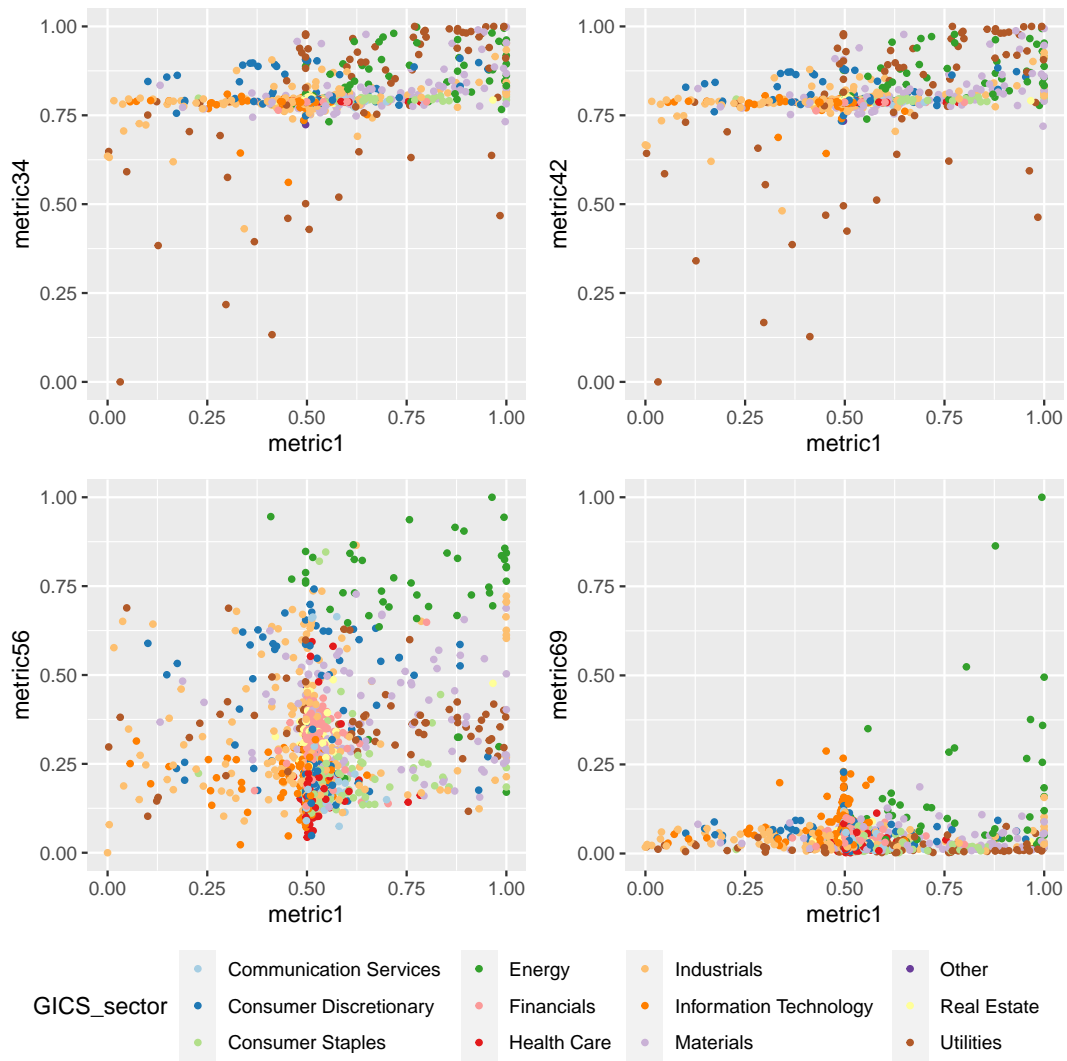 1.00
0.75
0.50
0.25
0.00
metric34
0.00 0.25 0.50 0.75 1.00
metric1
1.00
0.75
0.50
0.25
0.00
metric42
0.00 0.25 0.50 0.75 1.00
metric1
1.00
0.75
0.50
0.25
0.00
metric56
0.00 0.25 0.50 0.75 1.00
metric1
1.00
0.75
0.50
0.25
0.00
metric69
0.00 0.25 0.50 0.75 1.00
metric1
GICS_sector
Communication Services
Consumer Discretionary
Consumer Staples
Energy
Financials
Health Care
Industrials
Information Technology
Materials
Other
Real Estate
Utilities